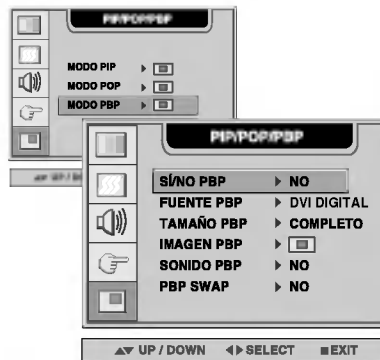 PIP/POP/PBP
MODO PIP
MODO POP
MODO PBP
PIP/POP/PBP
SÍ/NO PBP NO
FUENTE PBP DVI DIGITAL
TAMAÑO PBP COMPLETO
IMAGEN PBP
SONIDO PBP NO
PBP SWAP NO
▲▼ UP / DOWN ◀▶ SELECT ■ EXIT